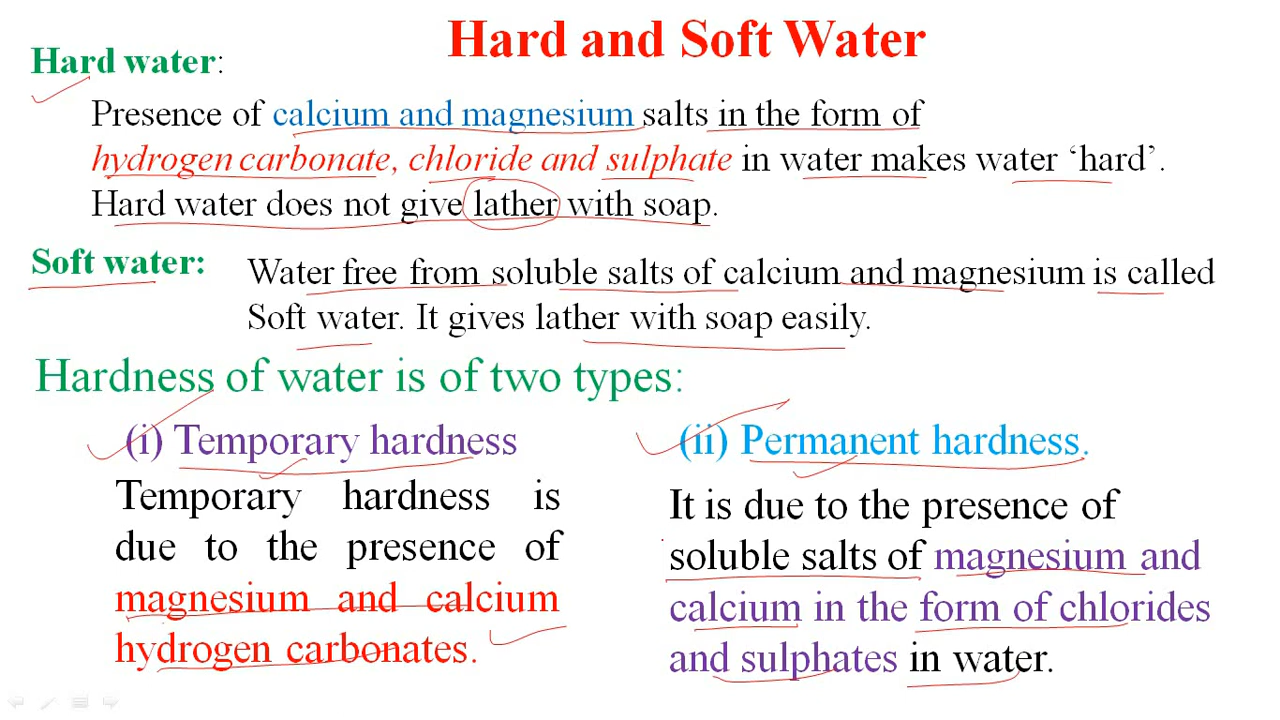 Hard and Soft Water
Hard water:
Presence of calcium and magnesium salts in the form of
hydrogen carbonate, chloride and sulphate in water makes water ‘hard’.
Hard water does not give lather with soap.
Soft water:
Water free from soluble salts of calcium and magnesium is called
Soft water. It gives lather with soap easily.
Hardness of water is of two types:
(i) Temporary hardness
Temporary hardness is
due to the presence of
magnesium and calcium
hydrogen carbonates.
(ii) Permanent hardness.
It is due to the presence of
soluble salts of magnesium and
calcium in the form of chlorides
and sulphates in water.